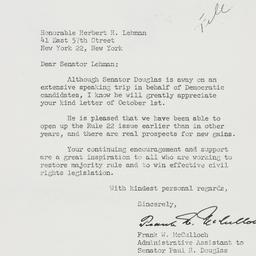 File
Honorable Herbert H. Lehman
41 East 57th Street
New York 22, New York
Dear Senator Lehman:
Although Senator Douglas is away on an
extensive speaking trip in behalf of Democratic
candidates, I know he will greatly appreciate
your kind letter of October 1st.
He is pleased that we have been able to
open up the Rule 22 issue earlier than in other
years, and there are real prospects for new gains.
Your continuing encouragement and support
are a great inspiration to all who are working to
restore majority rule and to win effective civil
rights legislation.
With kindest personal regards,
Sincerely,
Frank W. McCulloch
Frank W. McCulloch
Administrative Assistant to
Senator Paul H. Douglas